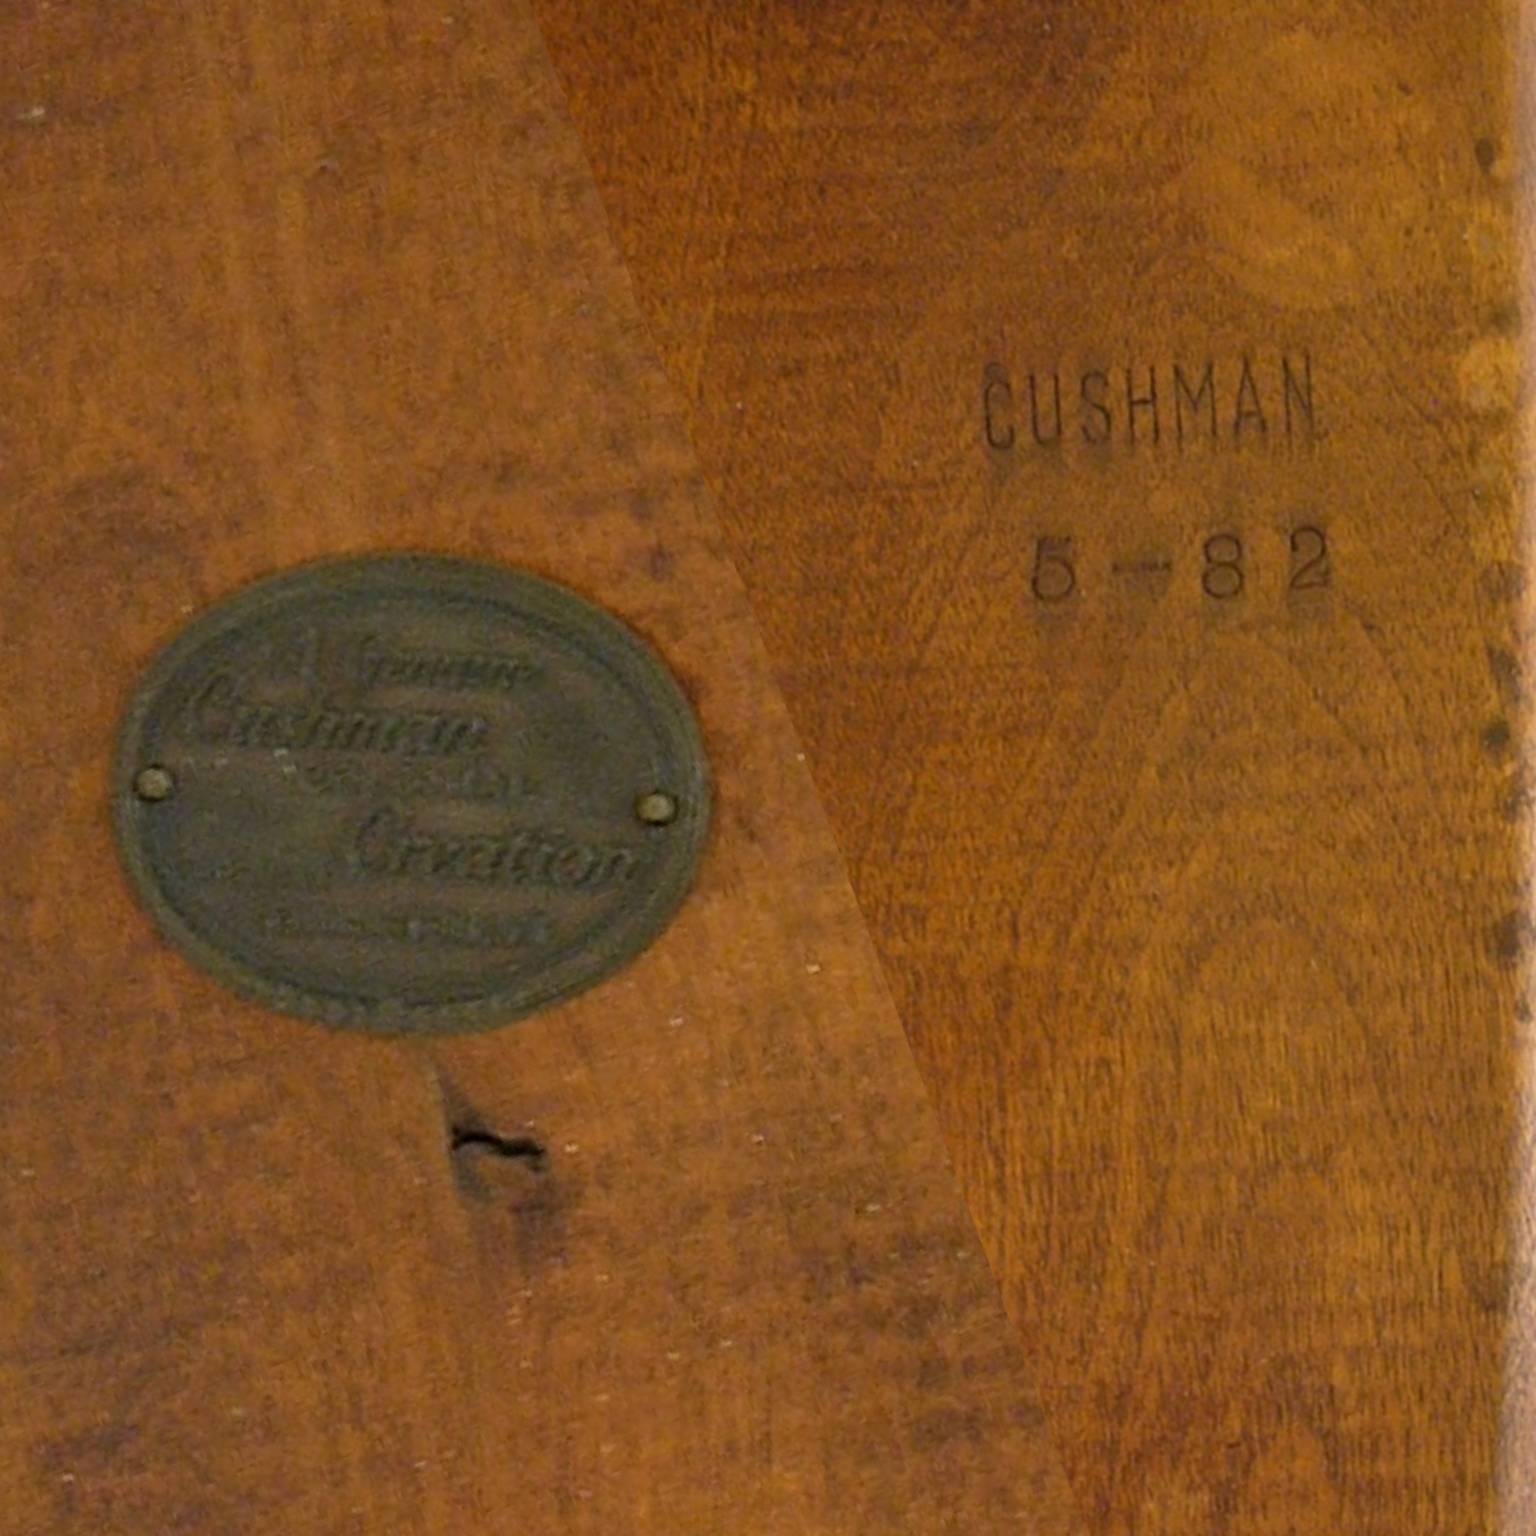 A Genuine
Cushman
Creation
CUSHMAN
5-82